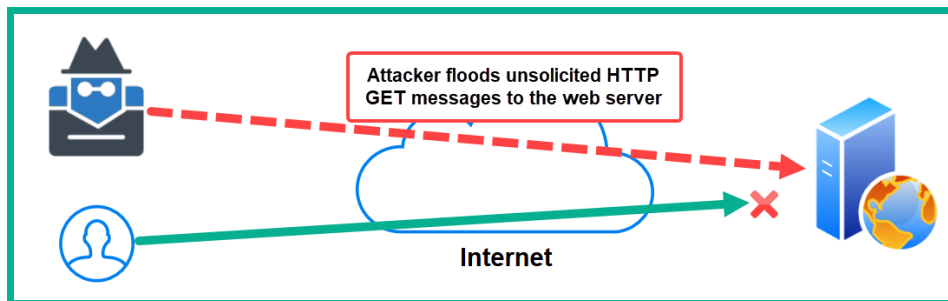 Attacker floods unsolicited HTTP
GET messages to the web server
Internet